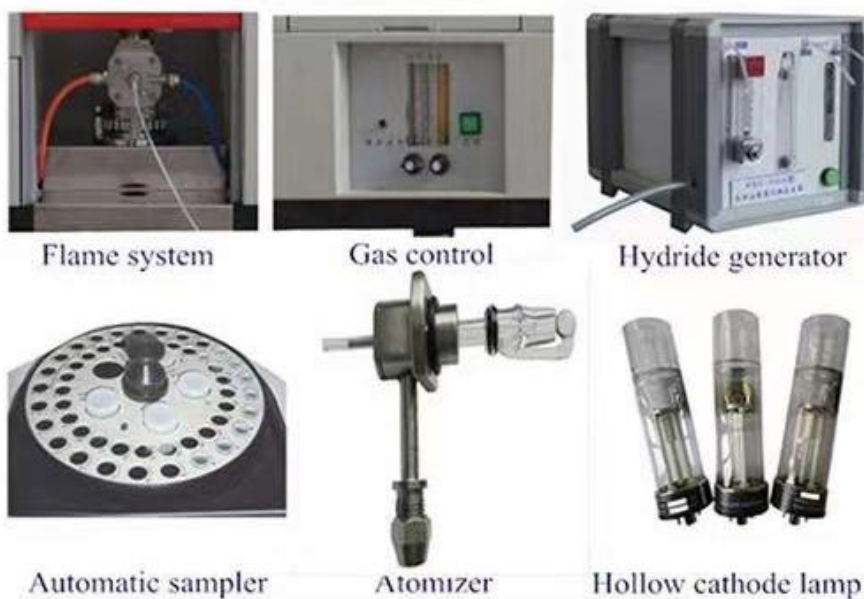 Flame system
Gas control
Hydride generator
Automatic sampler
Atomizer
Hollow cathode lamp